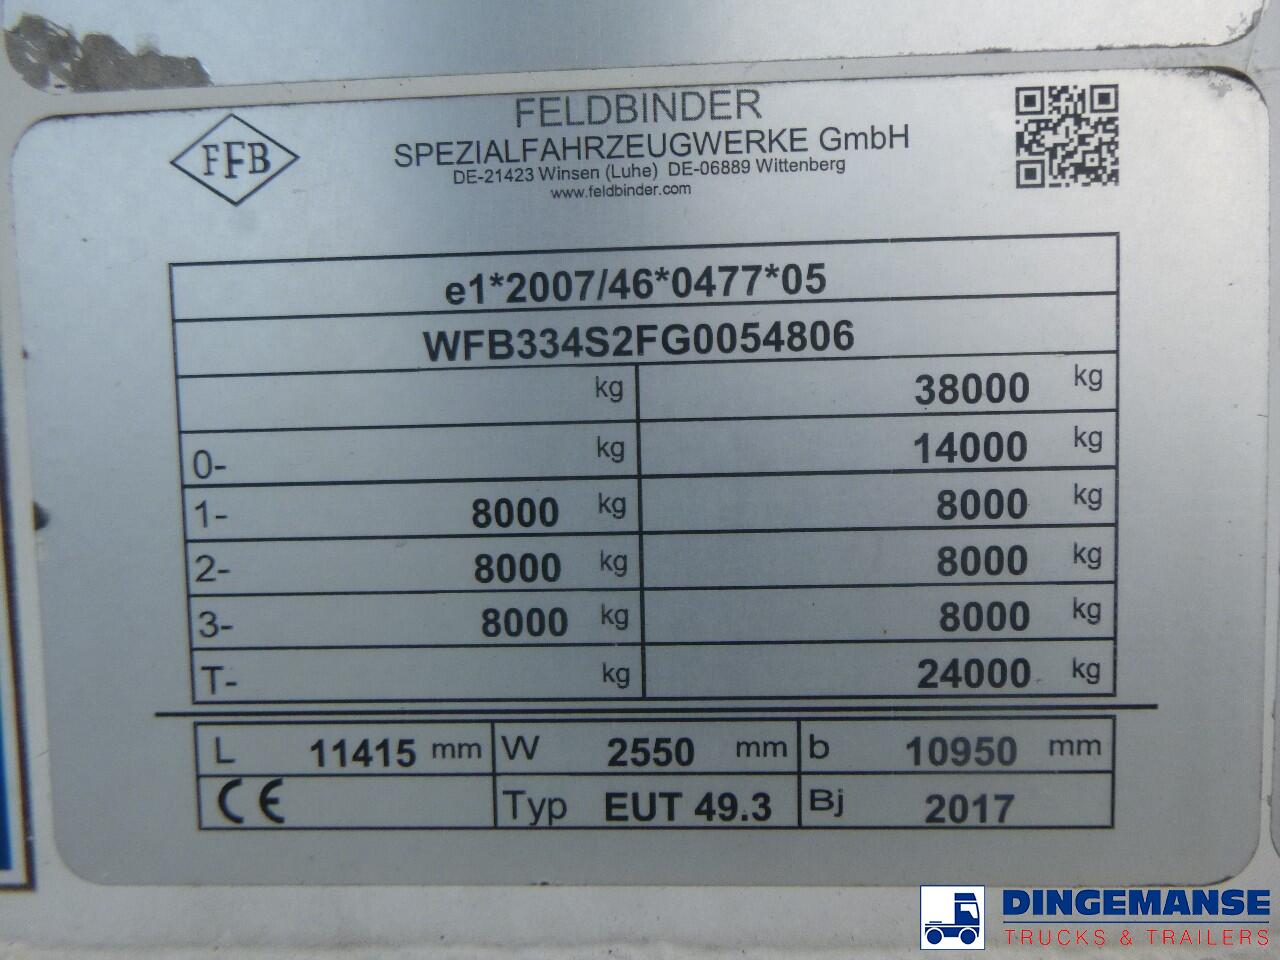 FFB
FELDBINDER
SPEZIALFAHRZEUGWERKE GmbH
DE-21423 Winsen (Luhe) DE-06889 Wittenberg
www.feldbinder.com
e1*2007/46*0477*05
WFB334S2FG0054806
kg 38000 kg
0- kg 14000 kg
1- 8000 kg 8000 kg
2- 8000 kg 8000 kg
3- 8000 kg 8000 kg
T- kg 24000 kg
L 11415 mm W 2550 mm b 10950 mm
CE Typ EUT 49.3 Bj 2017
DINGEMANSE
TRUCKS & TRAILERS